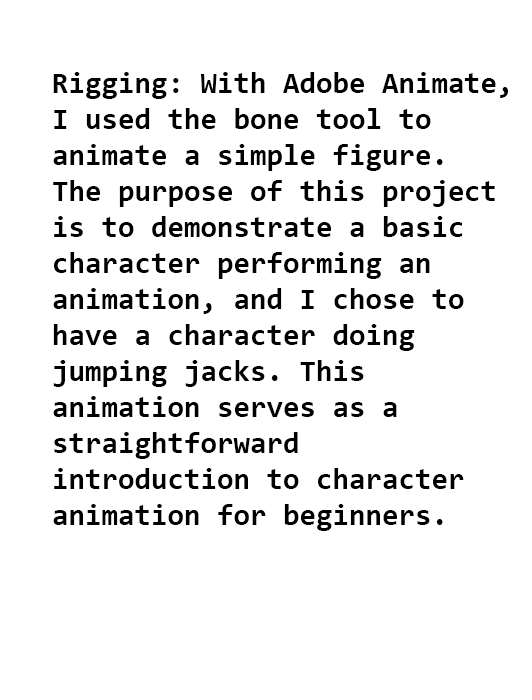 Rigging: With Adobe Animate,
I used the bone tool to
animate a simple figure.
The purpose of this project
is to demonstrate a basic
character performing an
animation, and I chose to
have a character doing
jumping jacks. This
animation serves as a
straightforward
introduction to character
animation for beginners.